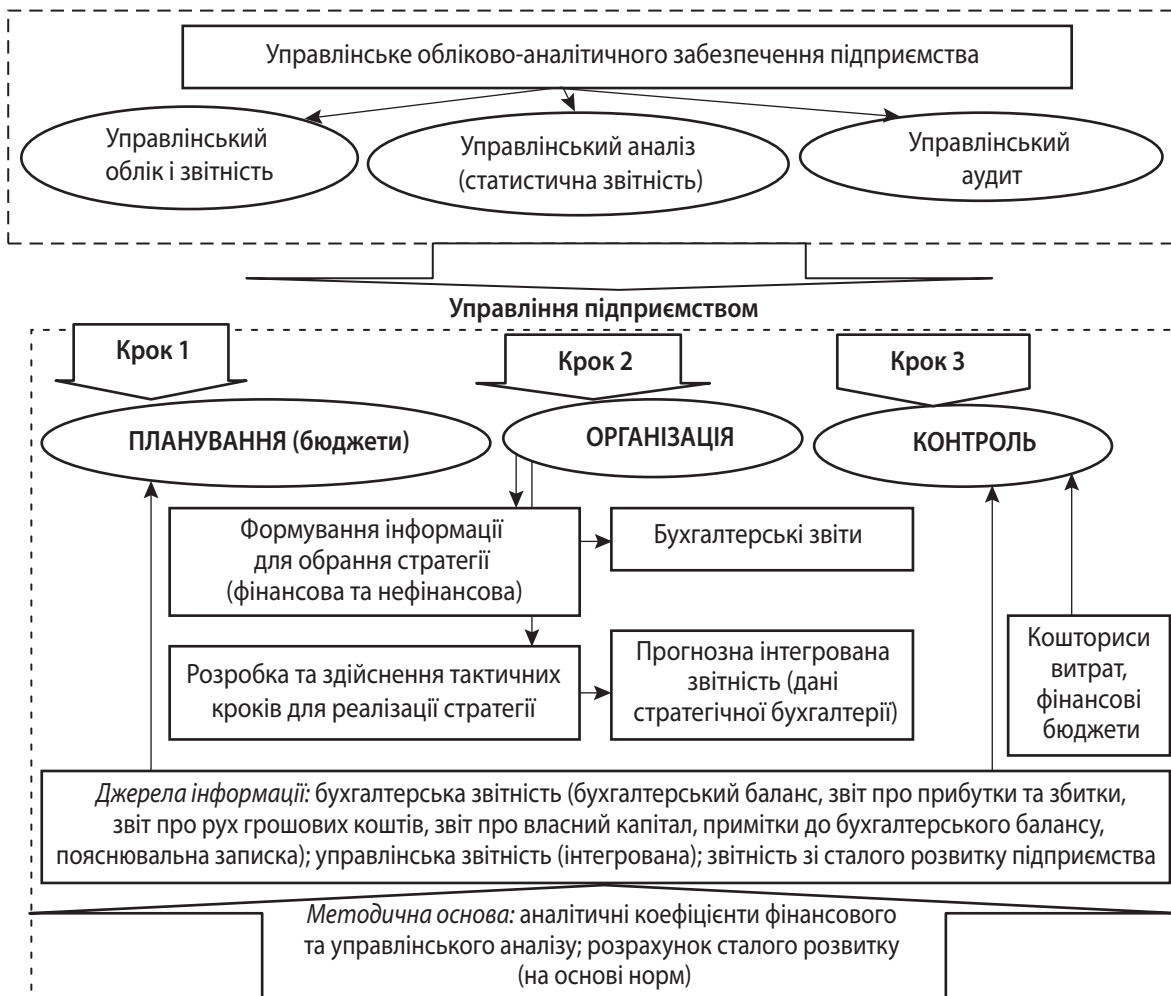 Управлінське обліково-аналітичного забезпечення підприємства
Управлінський
облік і звітність
Управлінський аналіз
(статистична звітність)
Управлінський
аудит
Управління підприємством
Крок 1
Крок 2
Крок 3
ПЛАНУВАННЯ (бюджети)
ОРГАНІЗАЦІЯ
КОНТРОЛЬ
Формування інформації
для обрання стратегії
(фінансова та нефінансова)
Бухгалтерські звіти
Розробка та здійснення тактичних
кроків для реалізації стратегії
Прогнозна інтегрована
звітність (дані
стратегічної бухгалтерії)
Кошториси
витрат,
фінансові
бюджети
Джерела інформації: бухгалтерська звітність (бухгалтерський баланс, звіт про прибутки та збитки,
звіт про рух грошових коштів, звіт про власний капітал, примітки до бухгалтерського балансу,
пояснювальна записка); управлінська звітність (інтегрована); звітність зі сталого розвитку підприємства
Методична основа: аналітичні коефіцієнти фінансового
та управлінського аналізу; розрахунок сталого розвитку
(на основі норм)